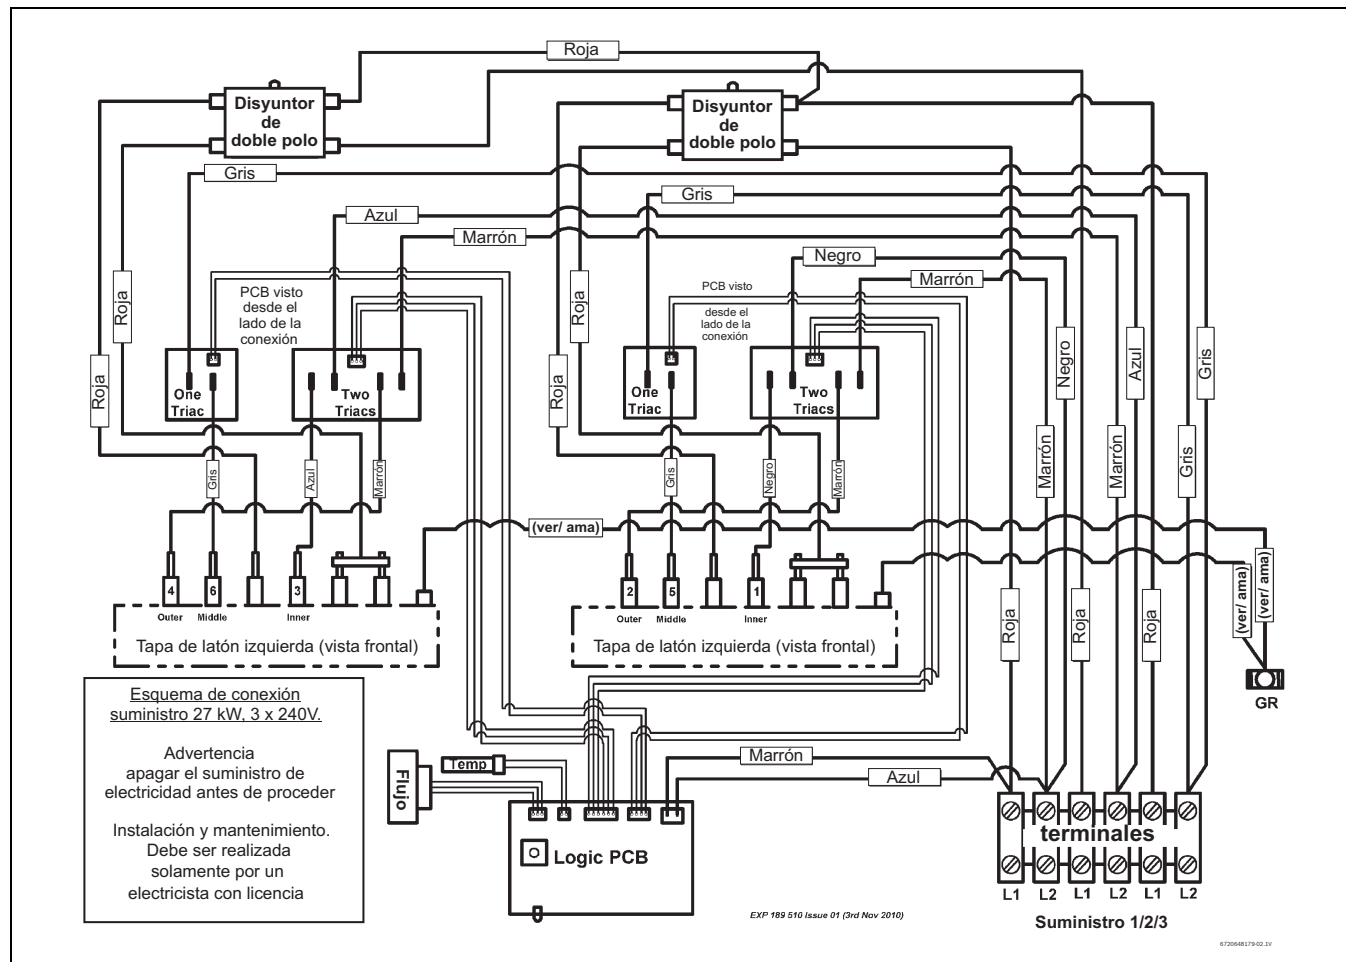 Roja
Disyuntor
de
doble polo
Disyuntor
de
doble polo
Gris
Gris
Azul
Marrón
Negro
Marrón
Roja
Roja
PCB visto
desde el
lado de la
conexión
PCB visto
desde el
lado de la
conexión
Roja
Roja
One
Triac
Two
Triacs
One
Triac
Two
Triacs
Negro
Azul
Gris
Marrón
Marrón
Gris
Gris
Azul
Marrón
Gris
Negro
Marrón
(ver/ ama)
(ver/ ama)
(ver/ ama)
4
6
3
2
5
1
Outer
Middle
Inner
Outer
Middle
Inner
Tapa de latón izquierda (vista frontal)
Tapa de latón izquierda (vista frontal)
Roja
Roja
Roja
GR
Esquema de conexión
suministro 27 kW, 3 x 240V.
Advertencia
apagar el suministro de
electricidad antes de proceder
Instalación y mantenimiento.
Debe ser realizada
solamente por un
electricista con licencia
Flujo
Temp
Marrón
Azul
Logic PCB
terminales
L1
L2
L1
L2
L1
L2
Suministro 1/2/3
EXP 189 510 Issue 01 (3rd Nov 2010)
6720648179-02.1V